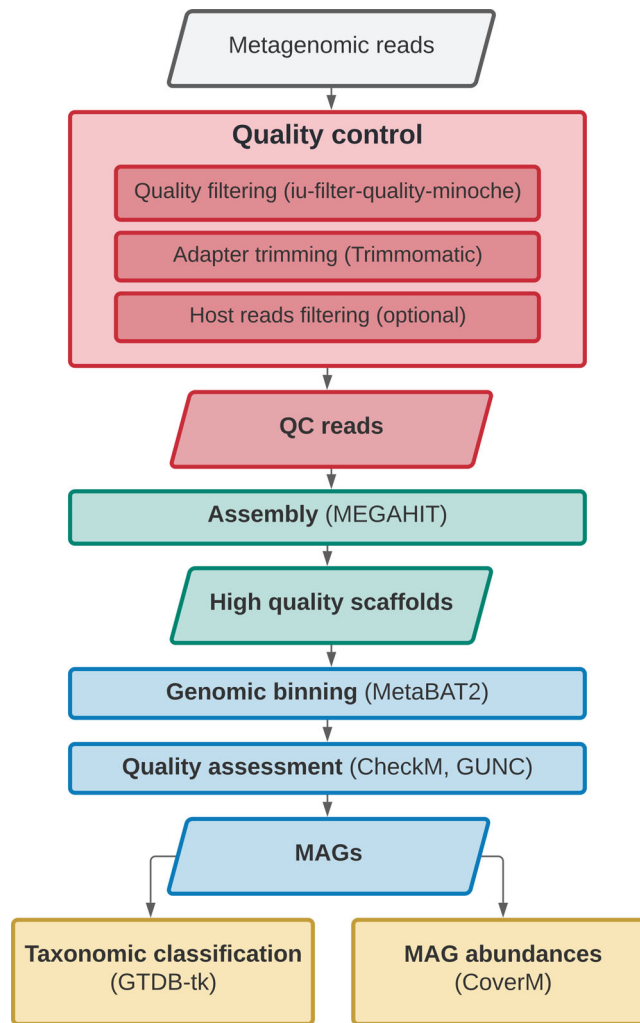 Metagenomic reads
Quality control
Quality filtering (iu-filter-quality-minoche)
Adapter trimming (Trimmomatic)
Host reads filtering (optional)
QC reads
Assembly (MEGAHIT)
High quality scaffolds
Genomic binning (MetaBAT2)
Quality assessment (CheckM, GUNC)
MAGs
Taxonomic classification
(GTDB-tk)
MAG abundances
(CoverM)